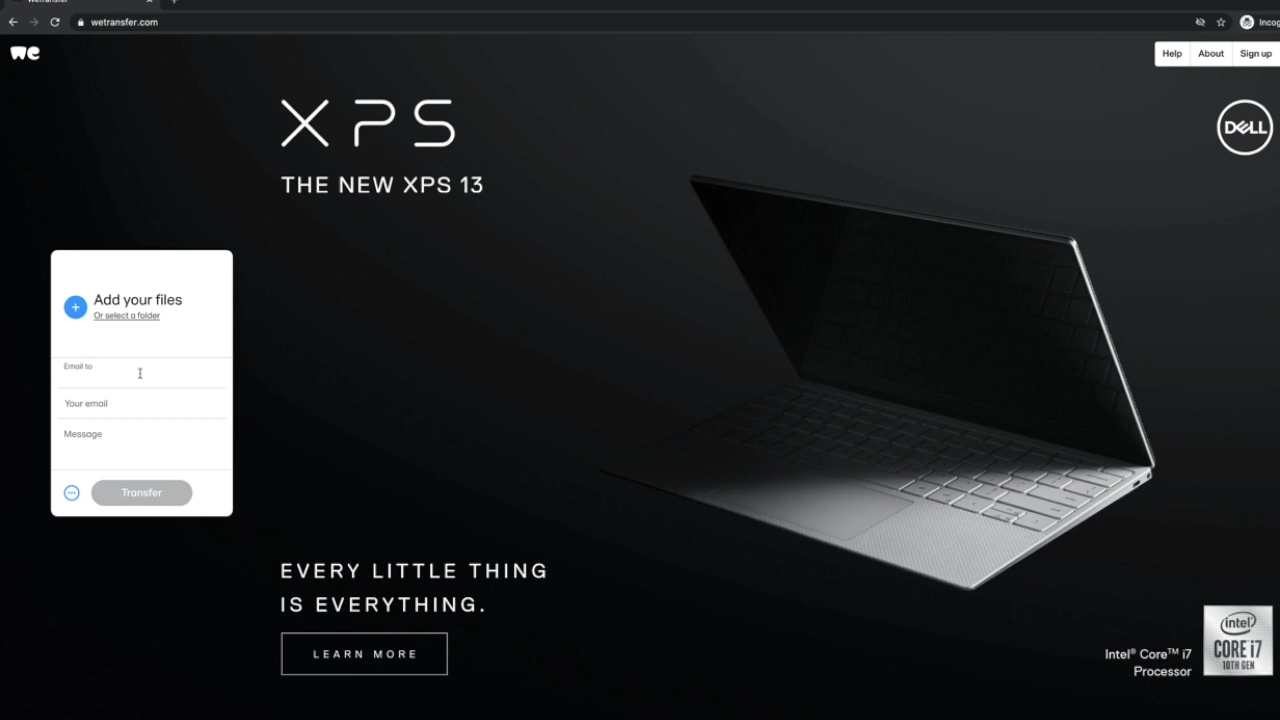 wetransfer.com
Incog
we
Help
About
Sign up
XPS
DELL
THE NEW XPS 13
+
Add your files
Or select a folder
Email to
Your email
Message
Transfer
EVERY LITTLE THING
IS EVERYTHING.
LEARN MORE
Intel® Core™ i7
Processor
intel®
CORE i7
10TH GEN